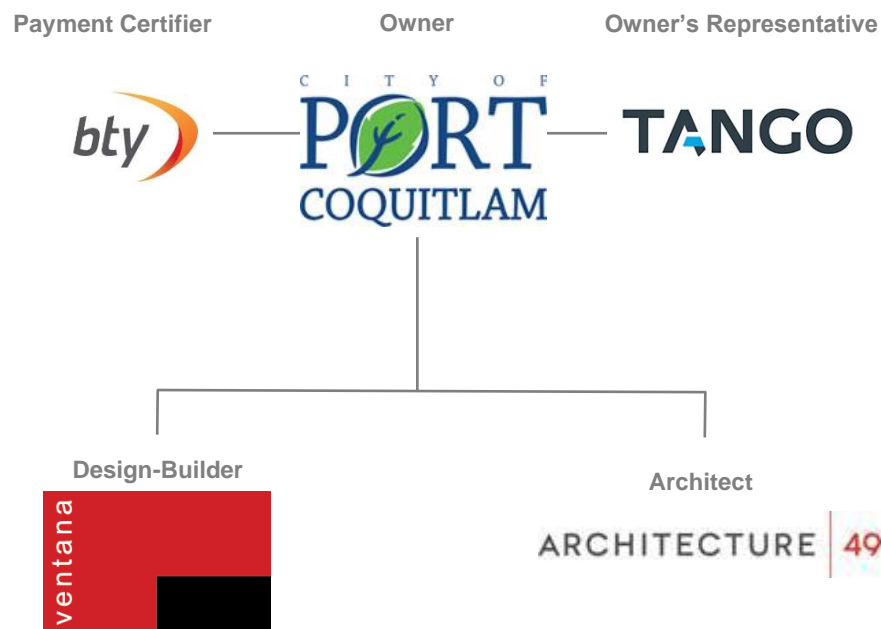 Payment Certifier
Owner
Owner's Representative
bty
CITY OF
PORT
COQUITLAM
TANGO
Design-Builder
ventana
Architect
ARCHITECTURE 49